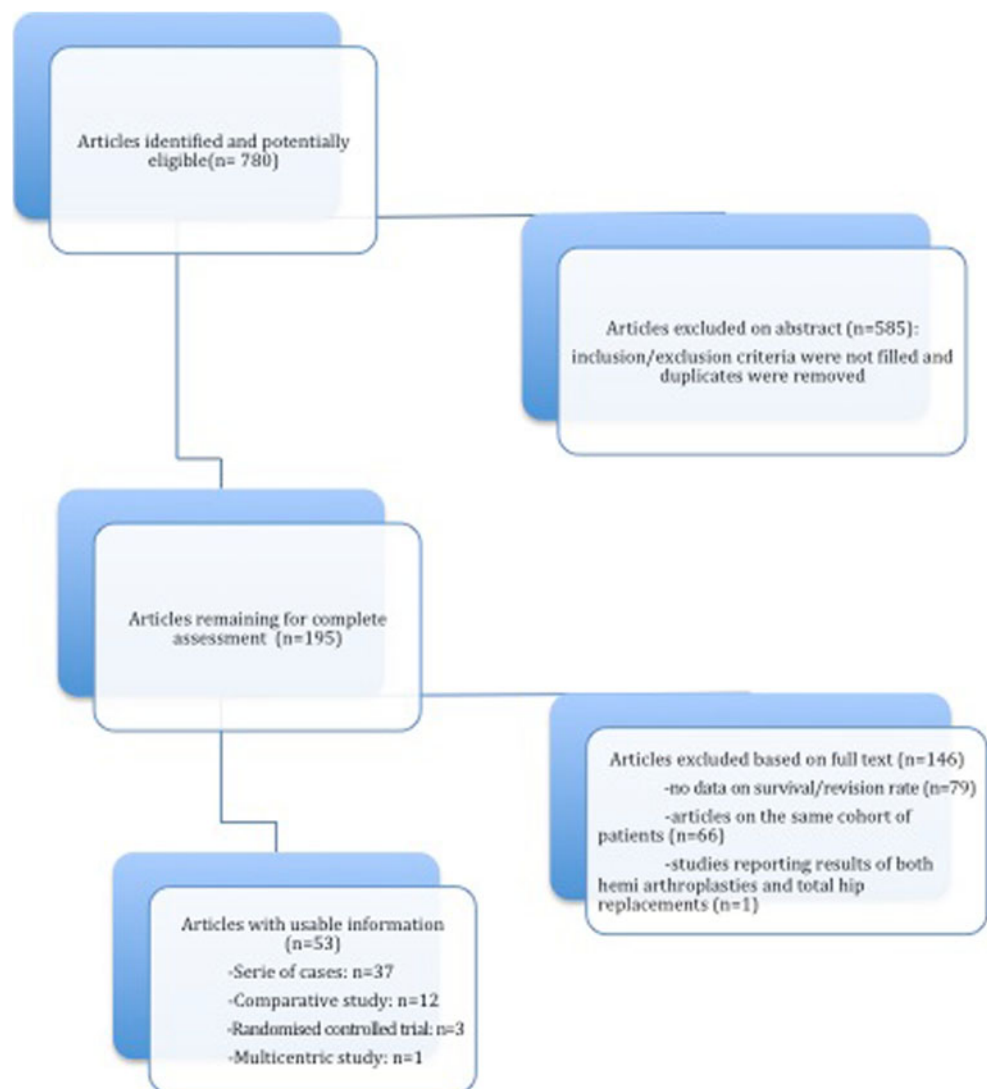 Articles identified and potentially
eligible(n= 780)
Articles excluded on abstract (n=585):
inclusion/exclusion criteria were not filled and
duplicates were removed
Articles remaining for complete
assessment (n=195)
Articles excluded based on full text (n=146)
-no data on survival/revision rate (n=79)
-articles on the same cohort of
patients (n=66)
-studies reporting results of both
hemi arthroplasties and total hip
replacements (n=1)
Articles with usable information
(n=53)
-Serie of cases: n=37
-Comparative study: n=12
-Randomised controlled trial: n=3
-Multicentric study: n=1